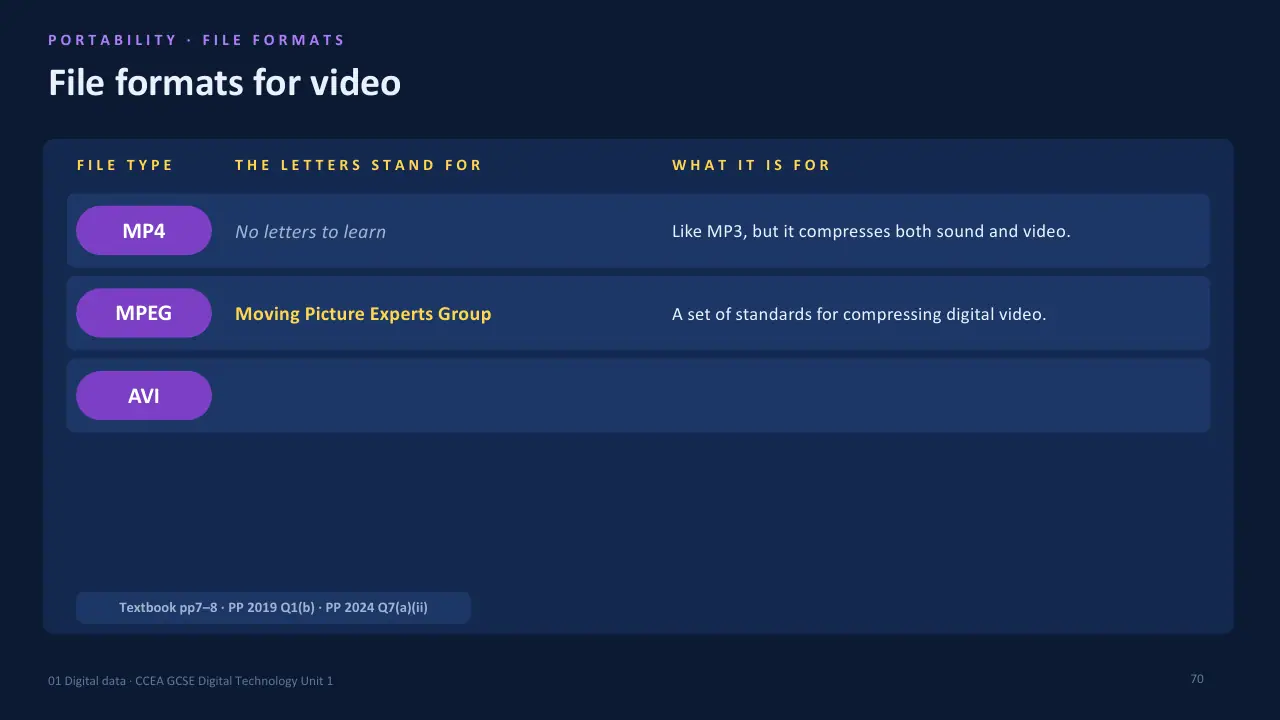 PORTABILITY · FILE FORMATS
File formats for video
FILE TYPE THE LETTERS STAND FOR WHAT IT IS FOR
MP4 No letters to learn Like MP3, but it compresses both sound and video.
MPEG Moving Picture Experts Group A set of standards for compressing digital video.
AVI
Textbook pp7–8 · PP 2019 Q1(b) · PP 2024 Q7(a)(ii)
01 Digital data · CCEA GCSE Digital Technology Unit 1 70